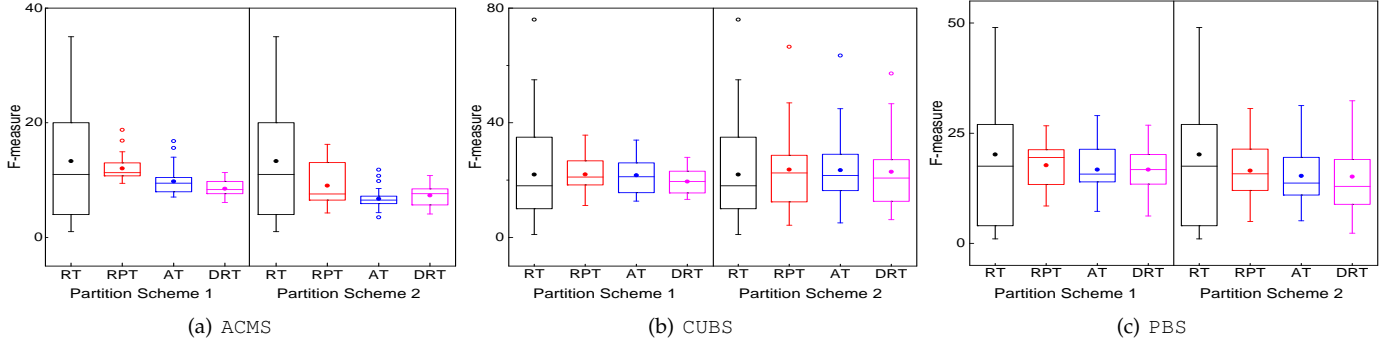 40
20
0
F-measure
RT RPT AT DRT RT RPT AT DRT
Partition Scheme 1 Partition Scheme 2
(a) ACMS
80
40
0
F-measure
RT RPT AT DRT RT RPT AT DRT
Partition Scheme 1 Partition Scheme 2
(b) CUBS
50
25
0
F-measure
RT RPT AT DRT RT RPT AT DRT
Partition Scheme 1 Partition Scheme 2
(c) PBS